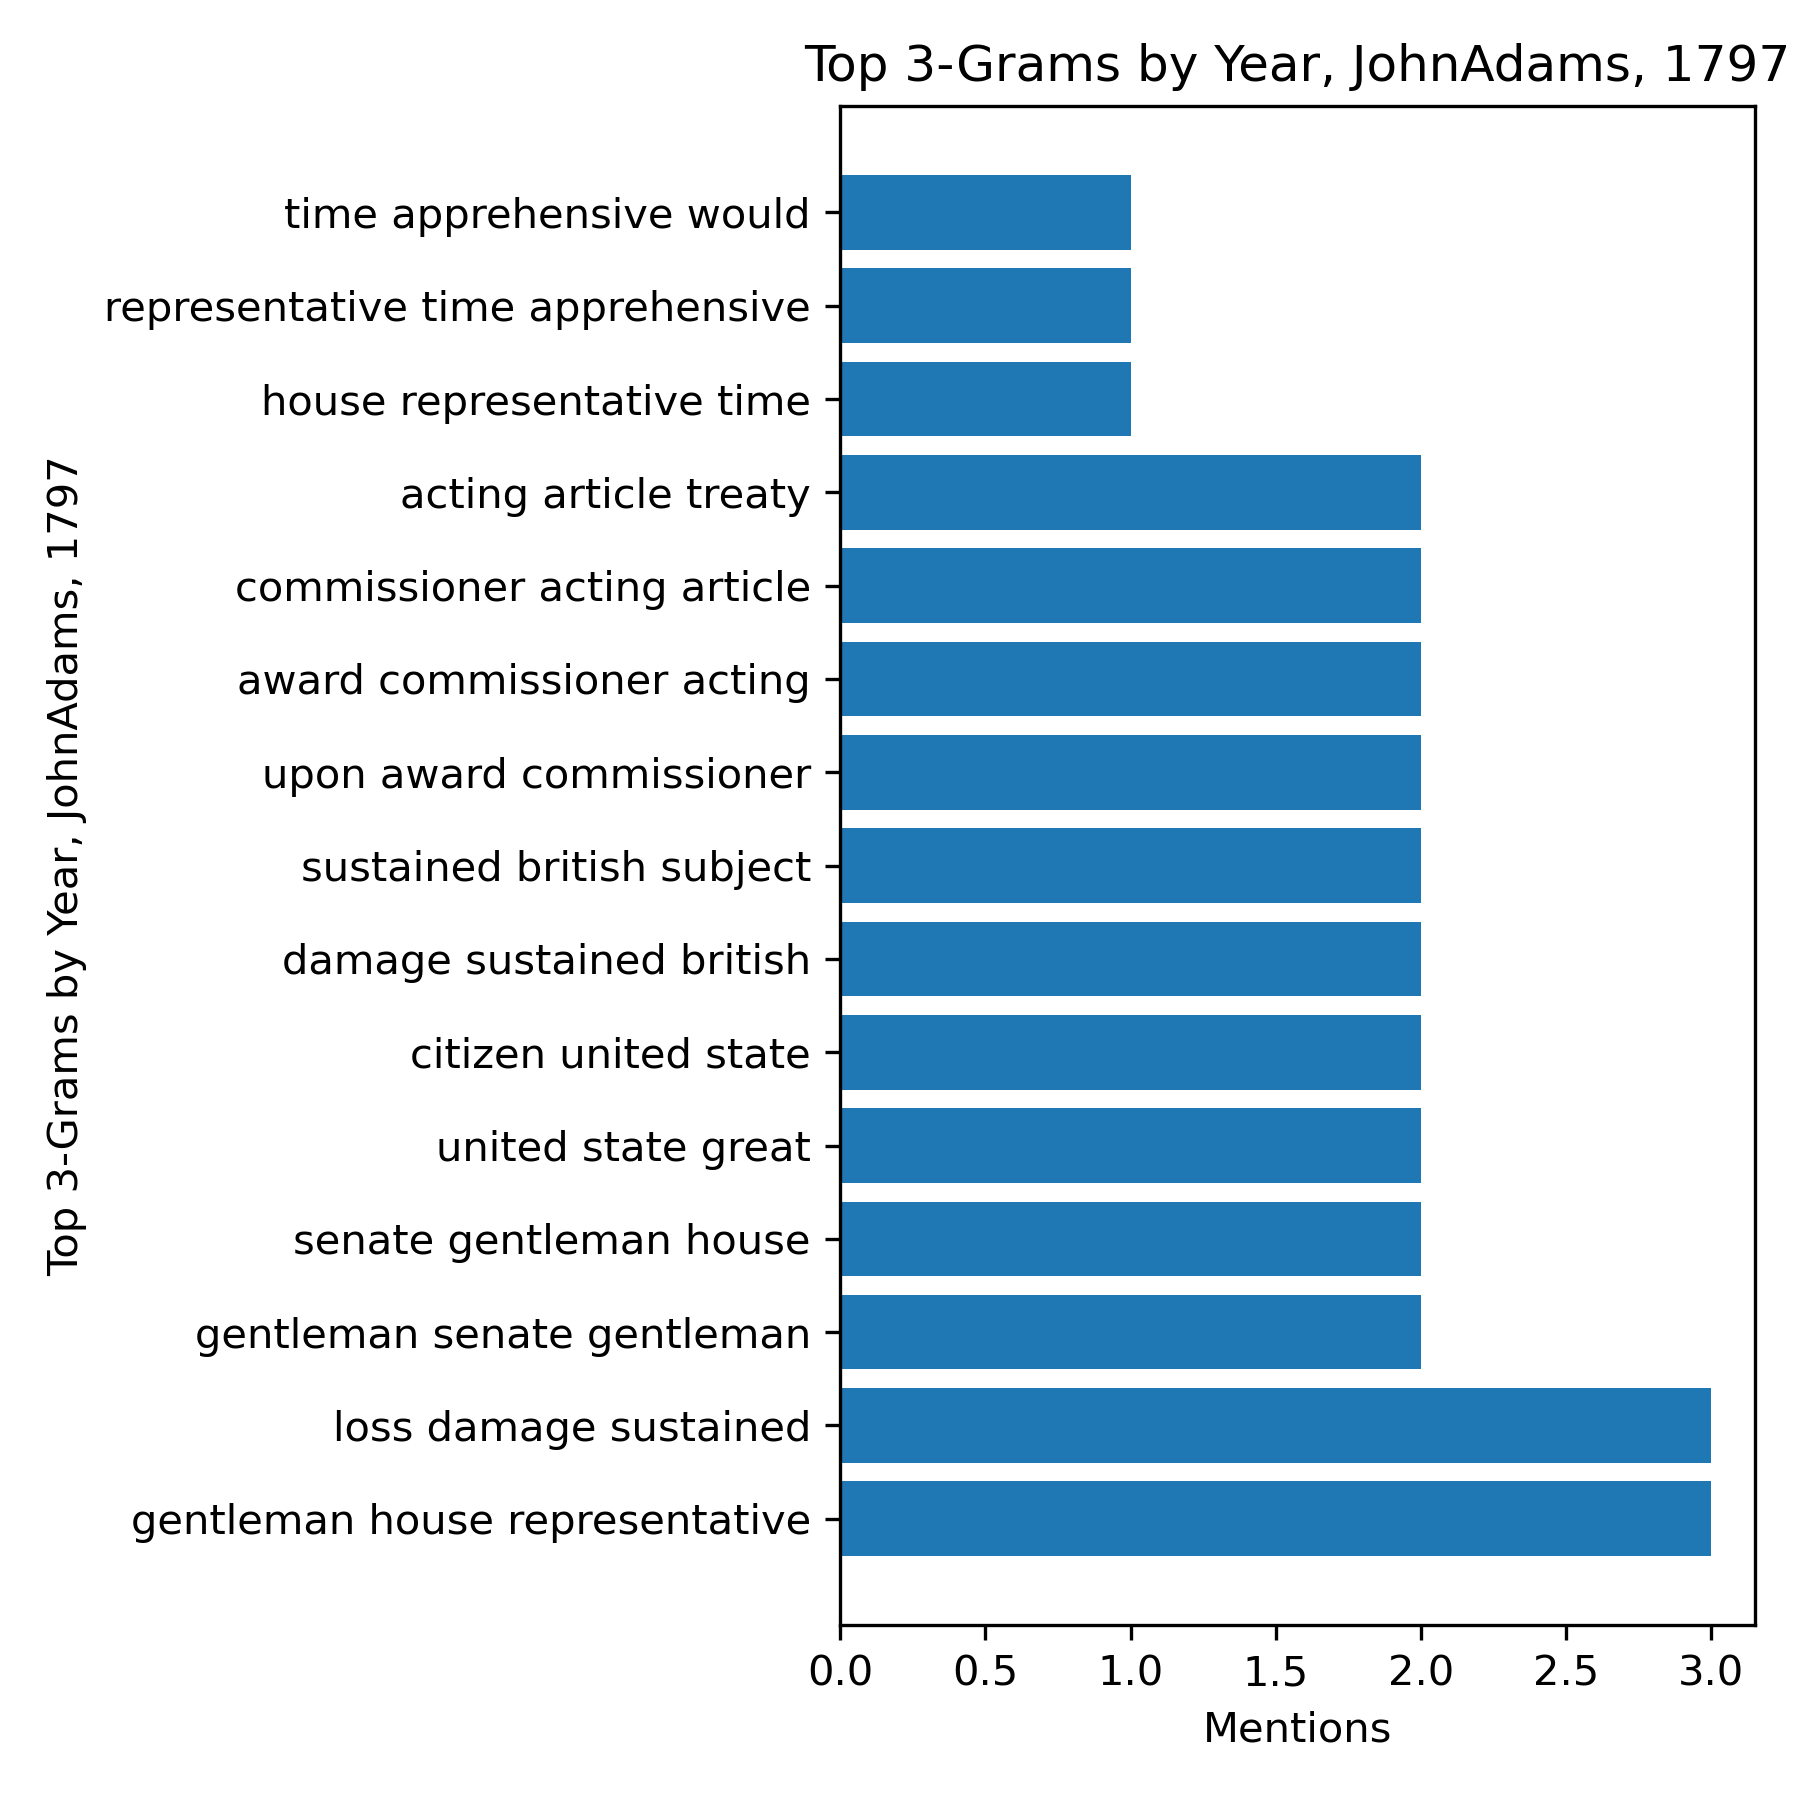 Top 3-Grams by Year, JohnAdams, 1797
Top 3-Grams by Year, JohnAdams, 1797
time apprehensive would
representative time apprehensive
house representative time
acting article treaty
commissioner acting article
award commissioner acting
upon award commissioner
sustained british subject
damage sustained british
citizen united state
united state great
senate gentleman house
gentleman senate gentleman
loss damage sustained
gentleman house representative
0.0 0.5 1.0 1.5 2.0 2.5 3.0
Mentions